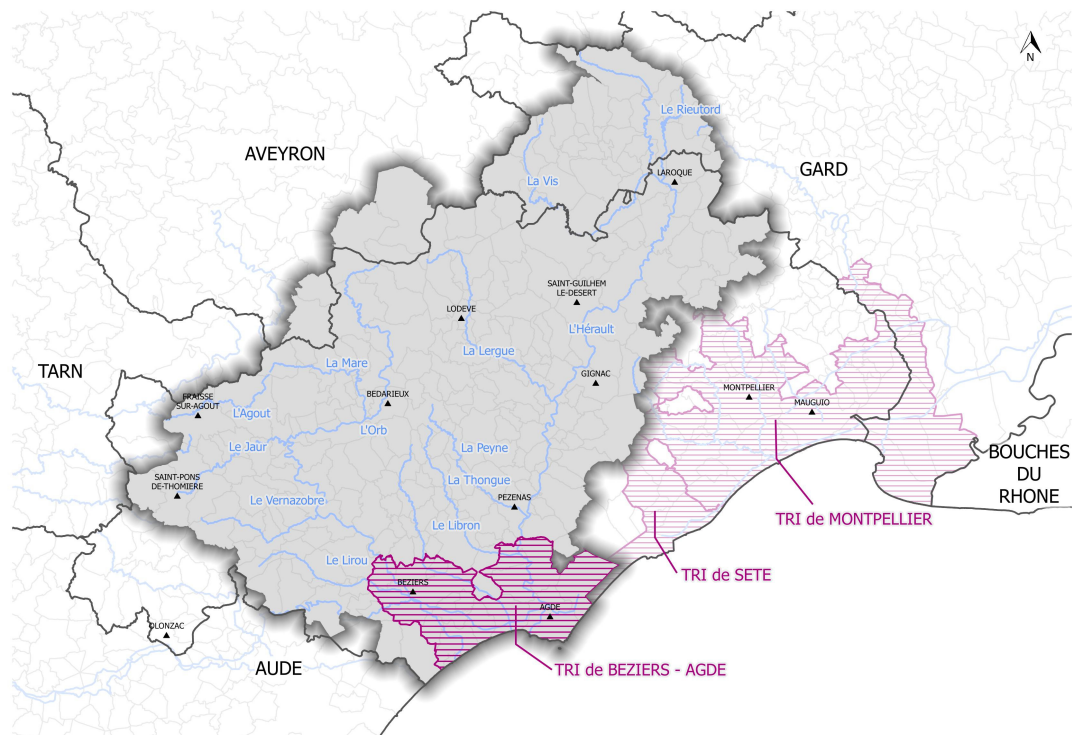 N
Le Rieutord
AVEYRON
GARD
LAROQUE
La Vis
SAINT-GUILHEM
LE-DESERT
LODEVE
L'Hérault
La Lergue
La Mare
TARN
GIGNAC
MONTPELLIER
FRAISSE
SUR-AGOUT
BEDARIEUX
MAUGUIO
L'Agout
L'Orb
Le Jaur
La Peyne
BOUCHES
DU
RHONE
SAINT-PONS
DE-THOMIERE
La Thongue
Le Vernazobre
PEZENAS
TRI de MONTPELLIER
Le Libron
Le Lirou
TRI de SETE
BEZIERS
AGDE
OLONZAC
AUDE
TRI de BEZIERS - AGDE